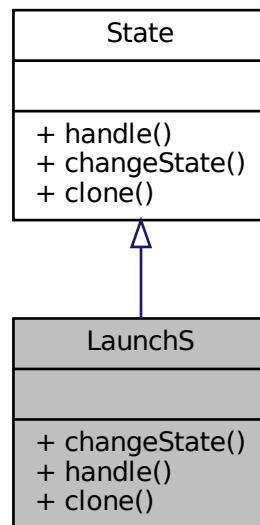 State
+ handle()
+ changeState()
+ clone()
LaunchS
+ changeState()
+ handle()
+ clone()